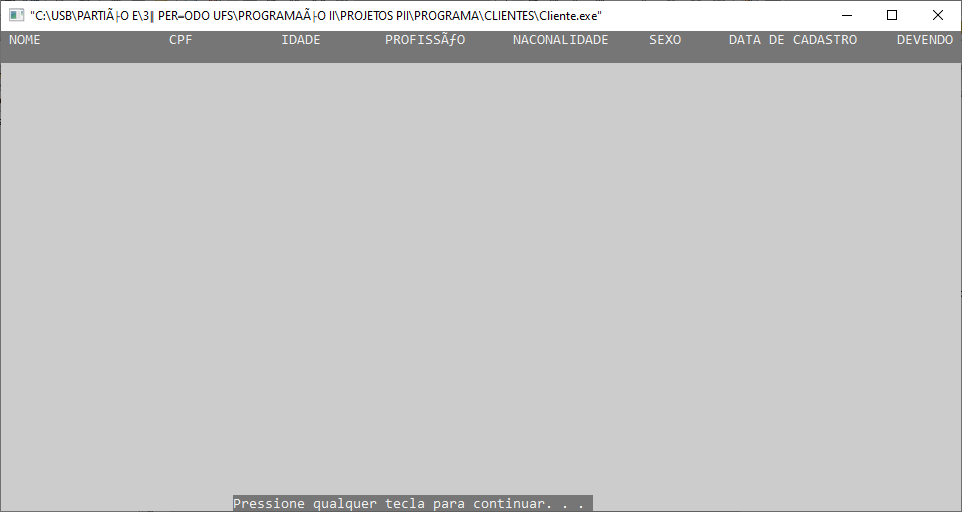 "C:\USB\PARTIÃ├O E\3‖ PER=ODO UFS\PROGRAMAÃ├O II\PROJETOS PII\PROGRAMA\CLIENTES\Cliente.exe"
NOME CPF IDADE PROFISSÃƒO NACONALIDADE SEXO DATA DE CADASTRO DEVENDO
Pressione qualquer tecla para continuar. . .